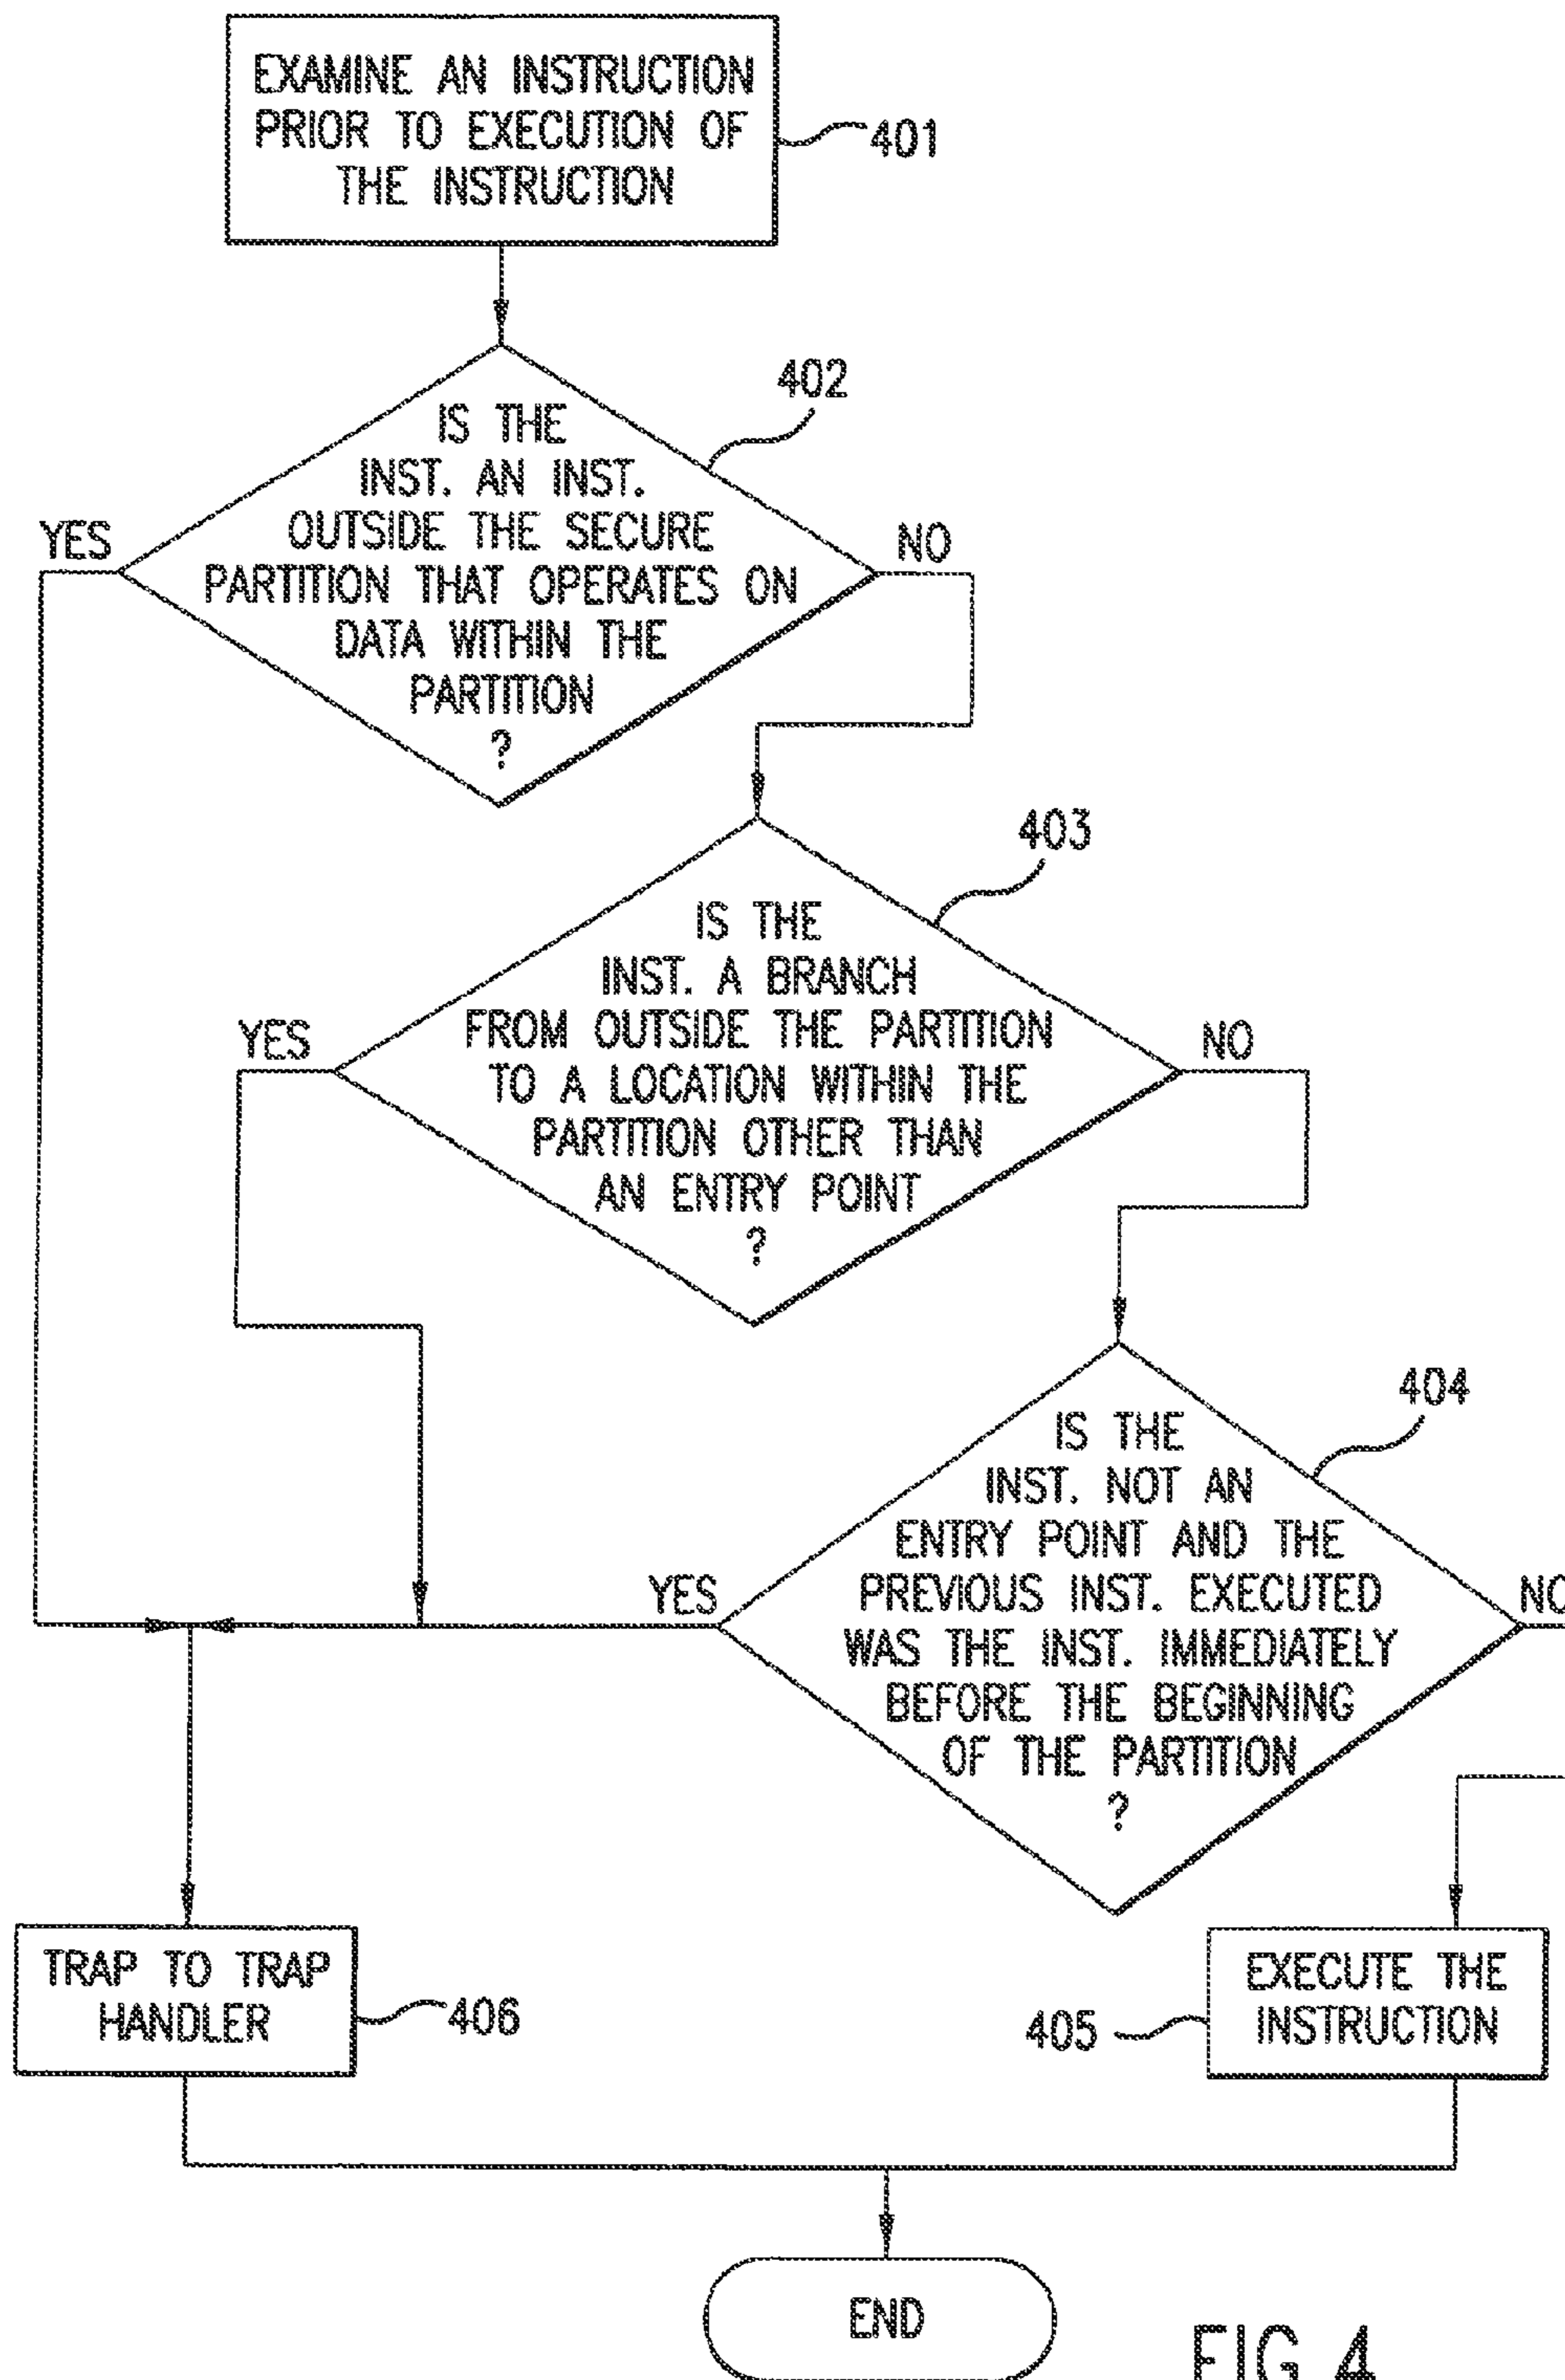 EXAMINE AN INSTRUCTION
PRIOR TO EXECUTION OF
THE INSTRUCTION
401
402
IS THE
INST. AN INST.
OUTSIDE THE SECURE
PARTITION THAT OPERATES ON
DATA WITHIN THE
PARTITION
?
YES
NO
403
IS THE
INST. A BRANCH
FROM OUTSIDE THE PARTITION
TO A LOCATION WITHIN THE
PARTITION OTHER THAN
AN ENTRY POINT
?
YES
NO
404
IS THE
INST. NOT AN
ENTRY POINT AND THE
PREVIOUS INST. EXECUTED
WAS THE INST. IMMEDIATELY
BEFORE THE BEGINNING
OF THE PARTITION
?
YES
NO
TRAP TO TRAP
HANDLER
406
405
EXECUTE THE
INSTRUCTION
END
FIG. 4